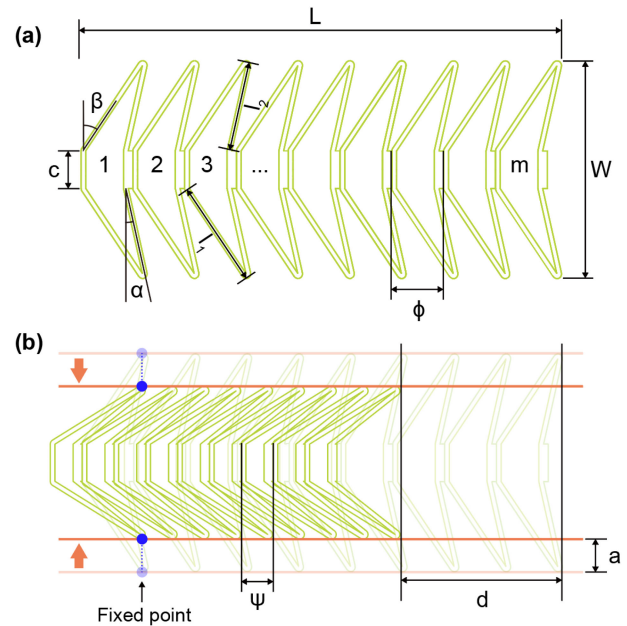 (a)
L
β
l₂
c
1
2
3
...
m
W
l₁
α
ϕ
(b)
a
ψ
d
Fixed point